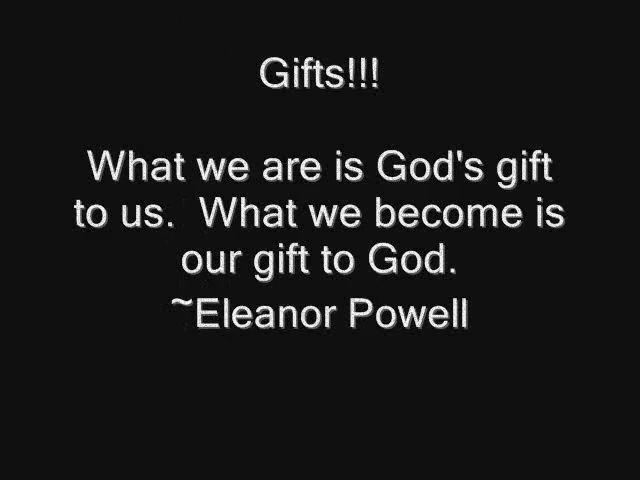 Gifts!!!
What we are is God's gift
to us.  What we become is
our gift to God.
~Eleanor Powell